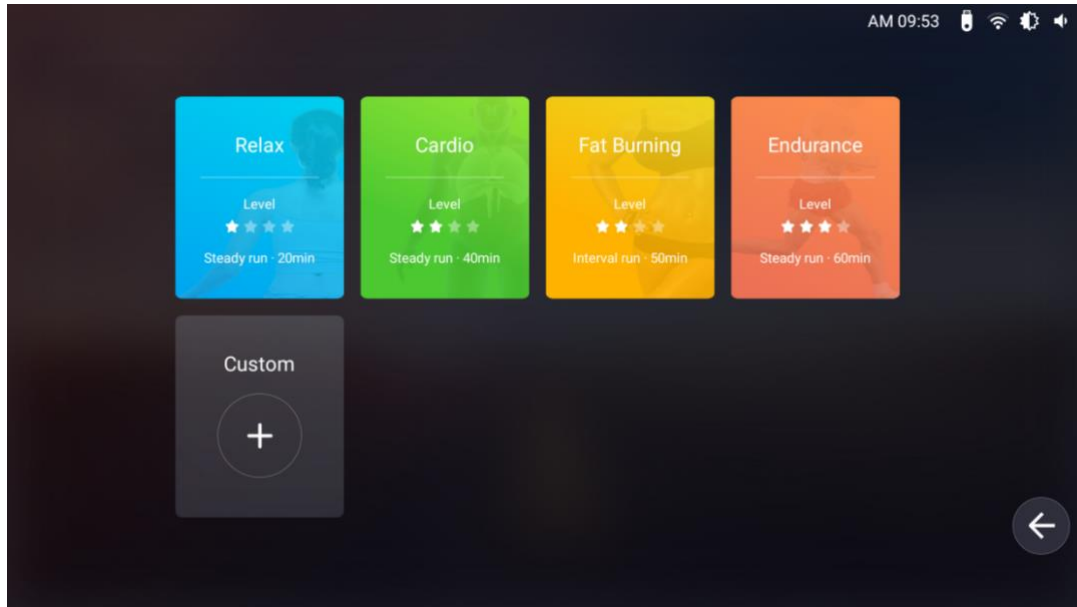 AM 09:53
Relax
Level
Steady run · 20min
Cardio
Level
Steady run · 40min
Fat Burning
Level
Interval run · 50min
Endurance
Level
Steady run · 60min
Custom